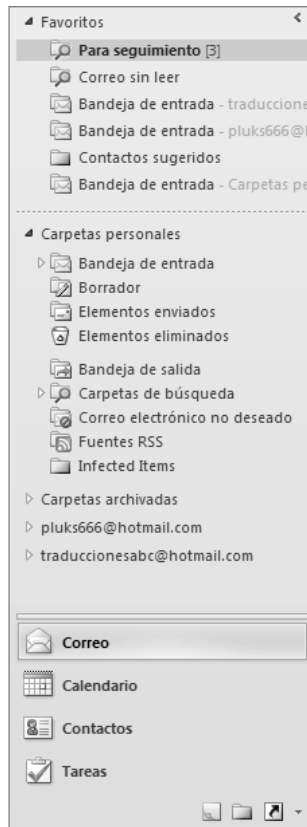 Favoritos
Para seguimiento [3]
Correo sin leer
Bandeja de entrada - traduccione
Bandeja de entrada - pluks666@
Contactos sugeridos
Bandeja de entrada - Carpetas pe
Carpetas personales
Bandeja de entrada
Borrador
Elementos enviados
Elementos eliminados
Bandeja de salida
Carpetas de búsqueda
Correo electrónico no deseado
Fuentes RSS
Infected Items
Carpetas archivadas
pluks666@hotmail.com
traduccionesabc@hotmail.com
Correo
Calendario
Contactos
Tareas